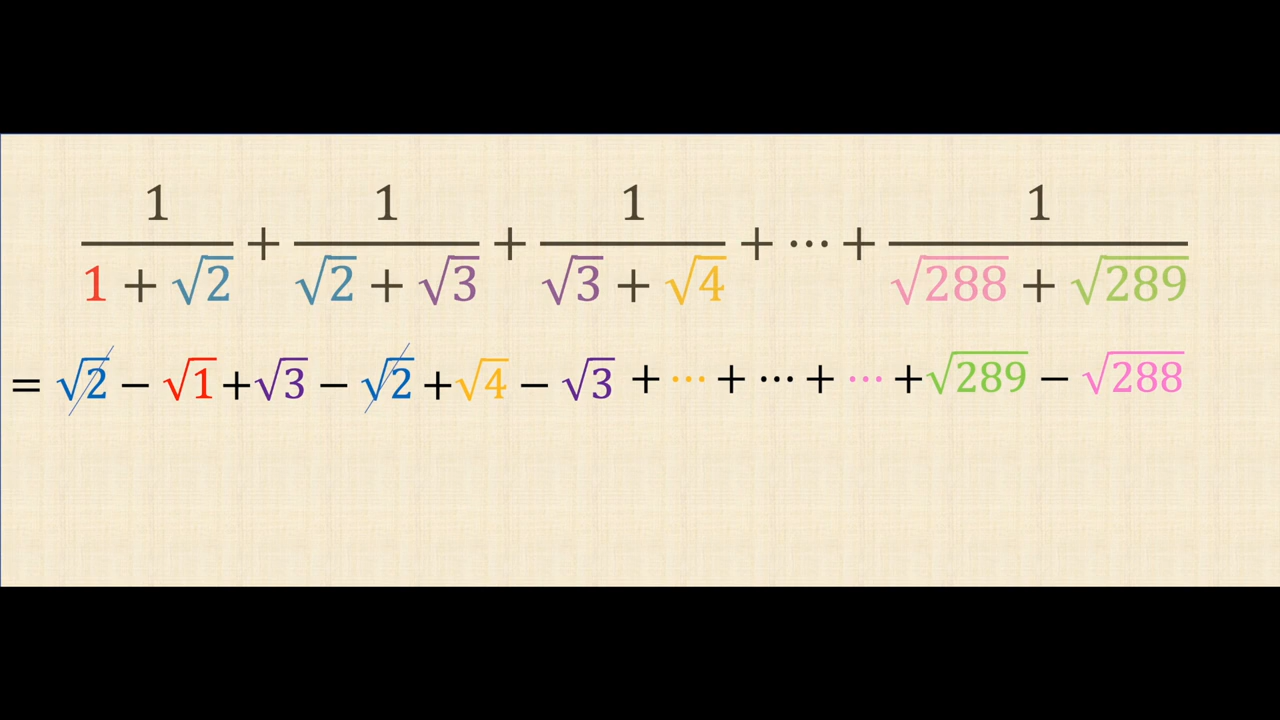 1/(1 + √2) + 1/(√2 + √3) + 1/(√3 + √4) + ⋯ + 1/(√288 + √289)
= √2 − √1 + √3 − √2 + √4 − √3 + ⋯ + ⋯ + ⋯ + √289 − √288